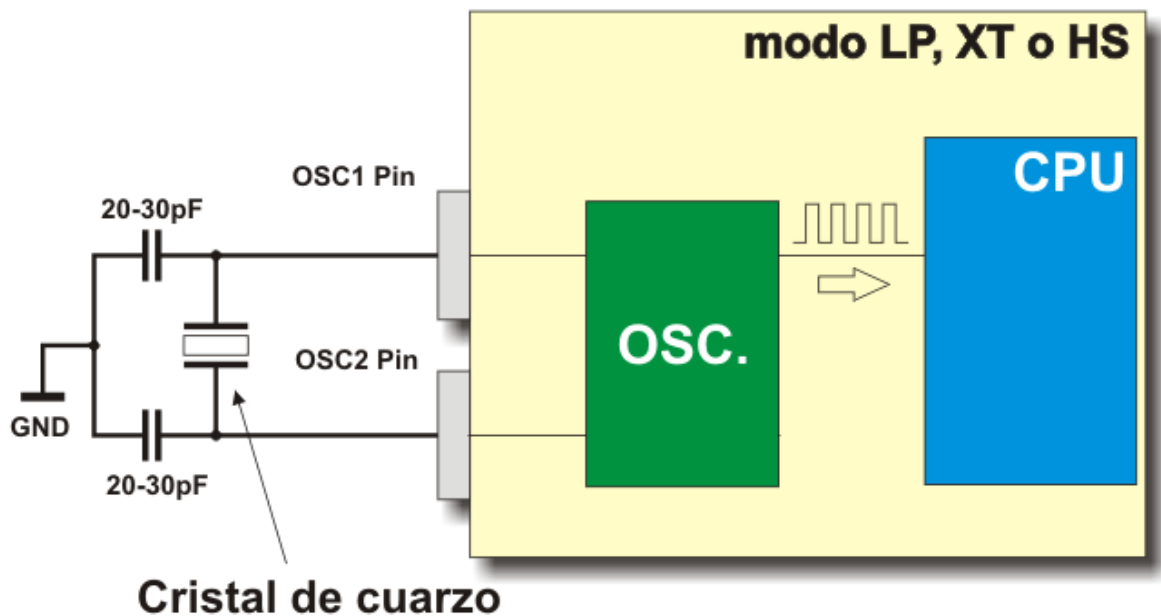 modo LP, XT o HS
CPU
OSC1 Pin
20-30pF
OSC.
OSC2 Pin
GND
20-30pF
Cristal de cuarzo